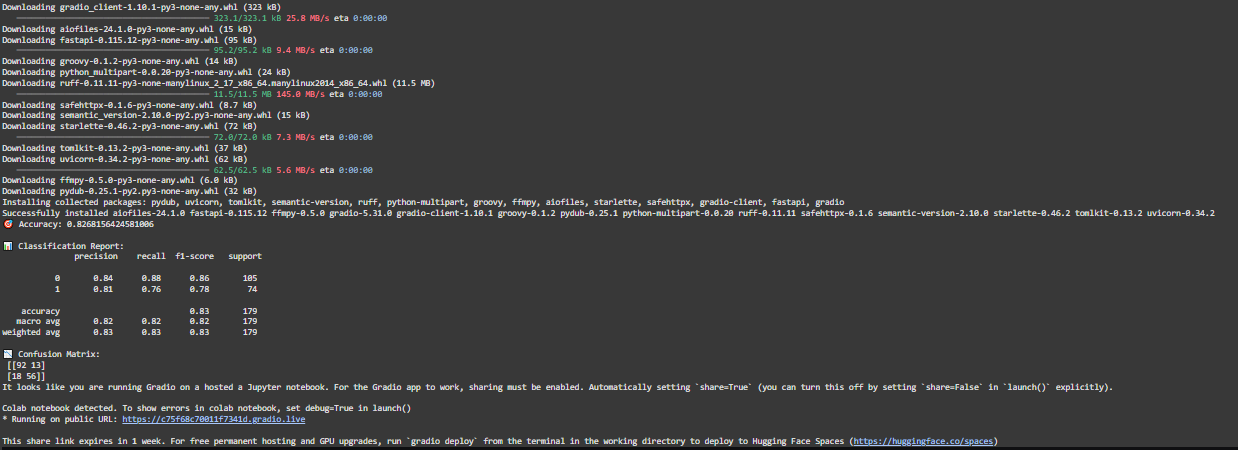 Downloading gradio_client-1.10.1-py3-none-any.whl (323 kB)
323.1/323.1 kB 25.8 MB/s eta 0:00:00
Downloading aiofiles-24.1.0-py3-none-any.whl (15 kB)
Downloading fastapi-0.115.12-py3-none-any.whl (95 kB)
95.2/95.2 kB 9.4 MB/s eta 0:00:00
Downloading groovy-0.1.2-py3-none-any.whl (14 kB)
Downloading python_multipart-0.0.20-py3-none-any.whl (24 kB)
Downloading ruff-0.11.11-py3-none-manylinux_2_17_x86_64.manylinux2014_x86_64.whl (11.5 MB)
11.5/11.5 MB 145.0 MB/s eta 0:00:00
Downloading safehttpx-0.1.6-py3-none-any.whl (8.7 kB)
Downloading semantic_version-2.10.0-py2.py3-none-any.whl (15 kB)
Downloading starlette-0.46.2-py3-none-any.whl (72 kB)
72.0/72.0 kB 7.3 MB/s eta 0:00:00
Downloading tomlkit-0.13.2-py3-none-any.whl (37 kB)
Downloading uvicorn-0.34.2-py3-none-any.whl (62 kB)
62.5/62.5 kB 5.6 MB/s eta 0:00:00
Downloading ffmpy-0.5.0-py3-none-any.whl (6.0 kB)
Downloading pydub-0.25.1-py2.py3-none-any.whl (32 kB)
Installing collected packages: pydub, uvicorn, tomlkit, semantic-version, ruff, python-multipart, groovy, ffmpy, aiofiles, starlette, safehttpx, gradio-client, fastapi, gradio
Successfully installed aiofiles-24.1.0 fastapi-0.115.12 ffmpy-0.5.0 gradio-5.31.0 gradio-client-1.10.1 groovy-0.1.2 pydub-0.25.1 python-multipart-0.0.20 ruff-0.11.11 safehttpx-0.1.6 semantic-version-2.10.0 starlette-0.46.2 tomlkit-0.13.2 uvicorn-0.34.2
🎯 Accuracy: 0.8268156424581006
📊 Classification Report:
precision recall f1-score support
0 0.84 0.88 0.86 105
1 0.81 0.76 0.78 74
accuracy 0.83 179
macro avg 0.82 0.82 0.82 179
weighted avg 0.83 0.83 0.83 179
📉 Confusion Matrix:
[[92 13]
[18 56]]
It looks like you are running Gradio on a hosted a Jupyter notebook. For the Gradio app to work, sharing must be enabled. Automatically setting `share=True` (you can turn this off by setting `share=False` in `launch()` explicitly).
Colab notebook detected. To show errors in colab notebook, set debug=True in launch()
* Running on public URL: https://c75f68c70011f7341d.gradio.live
This share link expires in 1 week. For free permanent hosting and GPU upgrades, run `gradio deploy` from the terminal in the working directory to deploy to Hugging Face Spaces (https://huggingface.co/spaces)